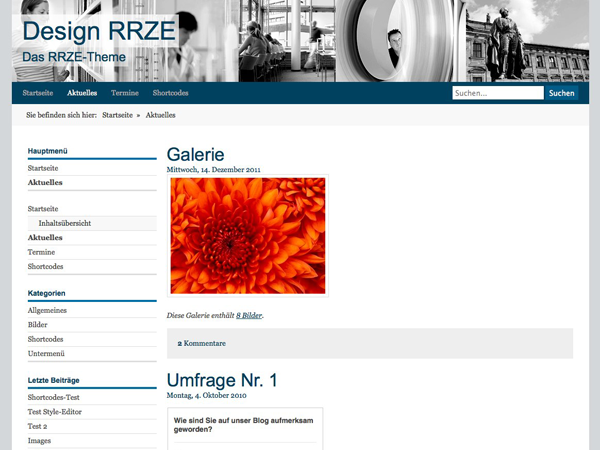 Design RRZE
Das RRZE-Theme
Startseite Aktuelles Termine Shortcodes Suchen... Suchen
Sie befinden sich hier: Startseite » Aktuelles
Hauptmenü
Startseite
Aktuelles
Startseite
Inhaltsübersicht
Aktuelles
Termine
Shortcodes
Kategorien
Allgemeines
Bilder
Shortcodes
Untermenü
Letzte Beiträge
Shortcodes-Test
Test Style-Editor
Test 2
Images
Galerie
Mittwoch, 14. Dezember 2011
Diese Galerie enthält 8 Bilder.
2 Kommentare
Umfrage Nr. 1
Montag, 4. Oktober 2010
Wie sind Sie auf unser Blog aufmerksam
geworden?